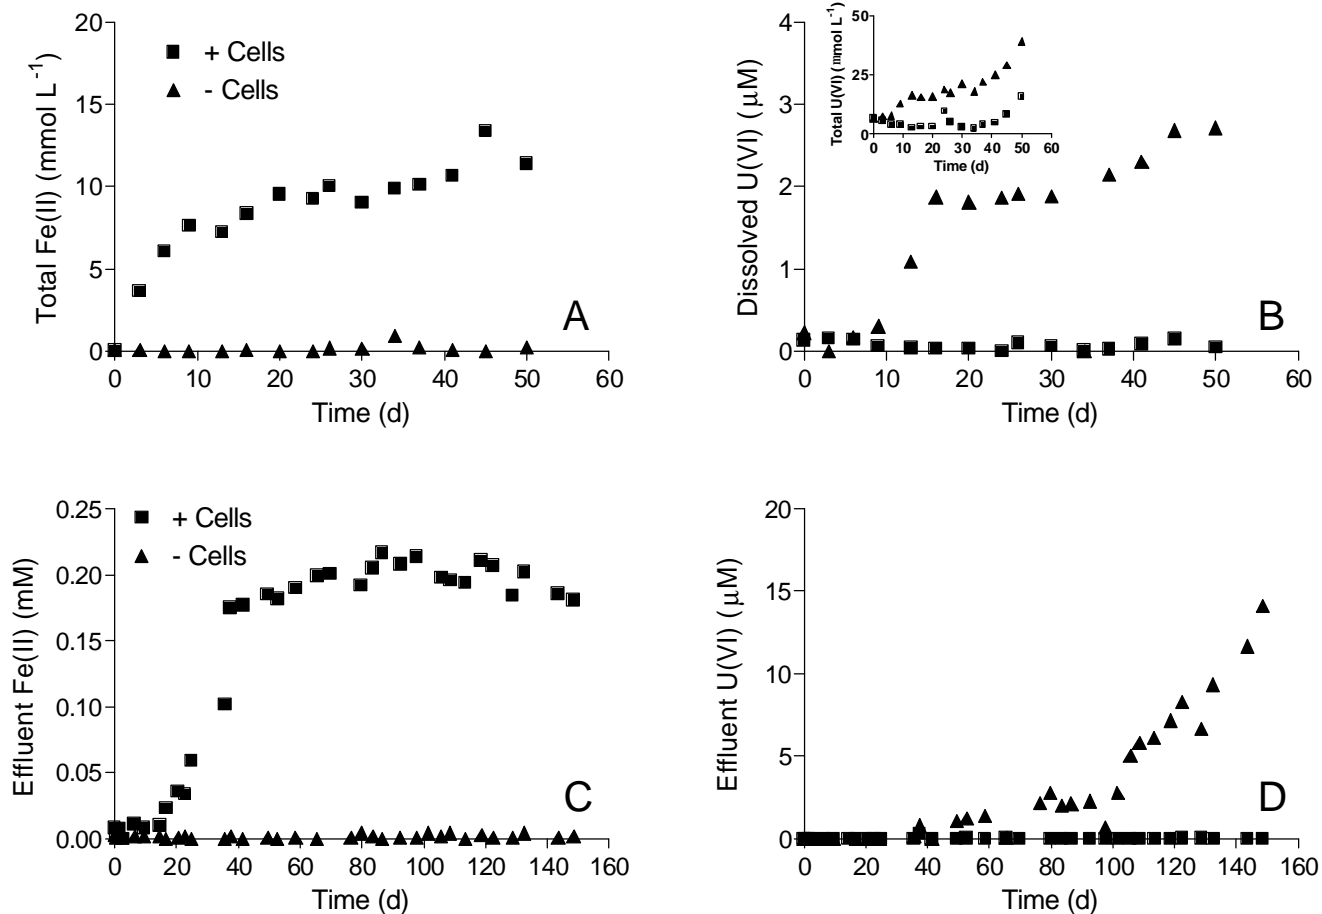 Total Fe(II) (mmol L⁻¹)
20
15
10
5
0
■ + Cells
▲ - Cells
A
0 10 20 30 40 50 60
Time (d)
Dissolved U(VI) (μM)
4
3
2
1
0
Total U(VI) (mmol L⁻¹)
50
25
0
0 10 20 30 40 50 60
Time (d)
B
0 10 20 30 40 50 60
Time (d)
Effluent Fe(II) (mM)
0.25
0.20
0.15
0.10
0.05
0.00
■ + Cells
▲ - Cells
C
0 20 40 60 80 100 120 140 160
Time (d)
Effluent U(VI) (μM)
20
15
10
5
0
D
0 20 40 60 80 100 120 140 160
Time (d)